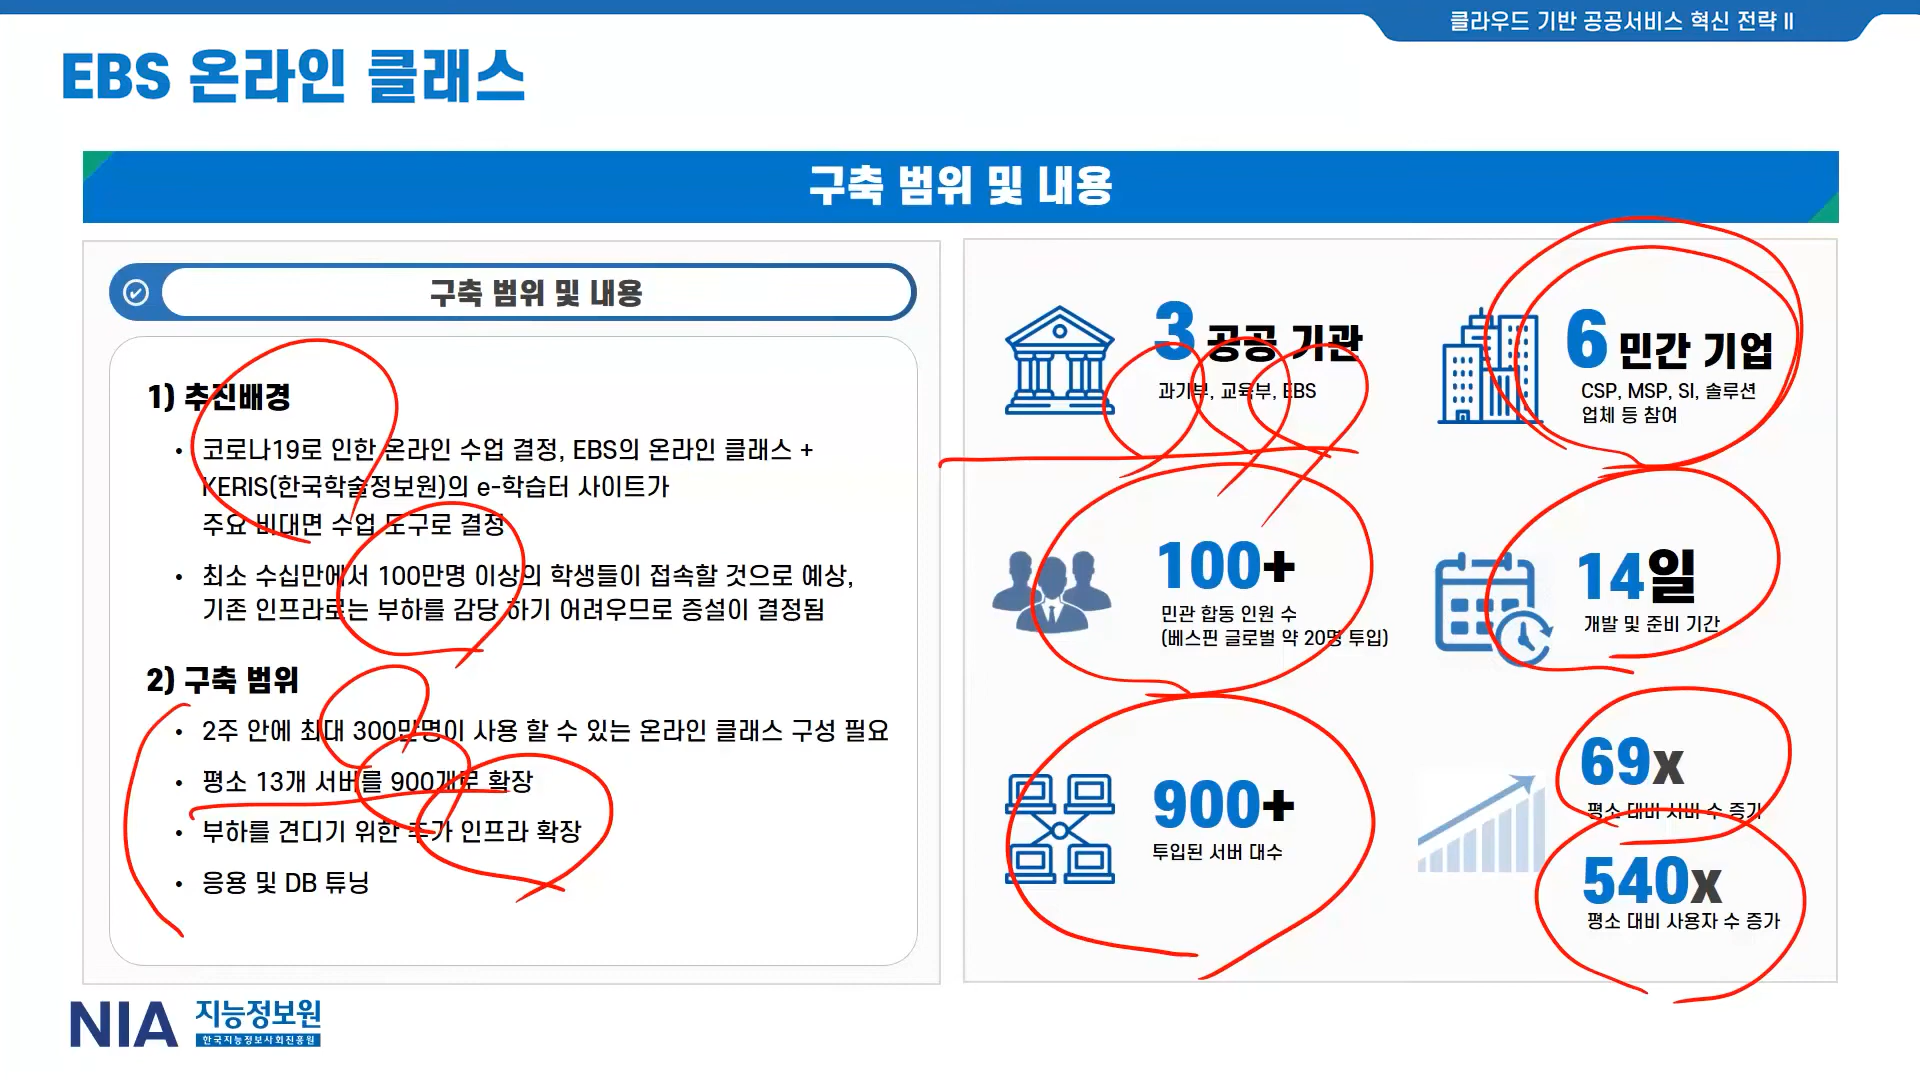 클라우드 기반 공공서비스 혁신 전략 II
EBS 온라인 클래스
구축 범위 및 내용
구축 범위 및 내용
1) 추진배경
• 코로나19로 인한 온라인 수업 결정, EBS의 온라인 클래스 +
KERIS(한국학술정보원)의 e-학습터 사이트가
주요 비대면 수업 도구로 결정
• 최소 수십만에서 100만명 이상의 학생들이 접속할 것으로 예상,
기존 인프라로는 부하를 감당 하기 어려우므로 증설이 결정됨
2) 구축 범위
• 2주 안에 최대 300만명이 사용 할 수 있는 온라인 클래스 구성 필요
• 평소 13개 서버를 900개로 확장
• 부하를 견디기 위한 추가 인프라 확장
• 응용 및 DB 튜닝
3 공공 기관
과기부, 교육부, EBS
6 민간 기업
CSP, MSP, SI, 솔루션
업체 등 참여
100+
민관 합동 인원 수
(베스핀 글로벌 약 20명 투입)
14일
개발 및 준비 기간
900+
투입된 서버 대수
69x
평소 대비 서버 수 증가
540x
평소 대비 사용자 수 증가
NIA 지능정보원
한국지능정보사회진흥원